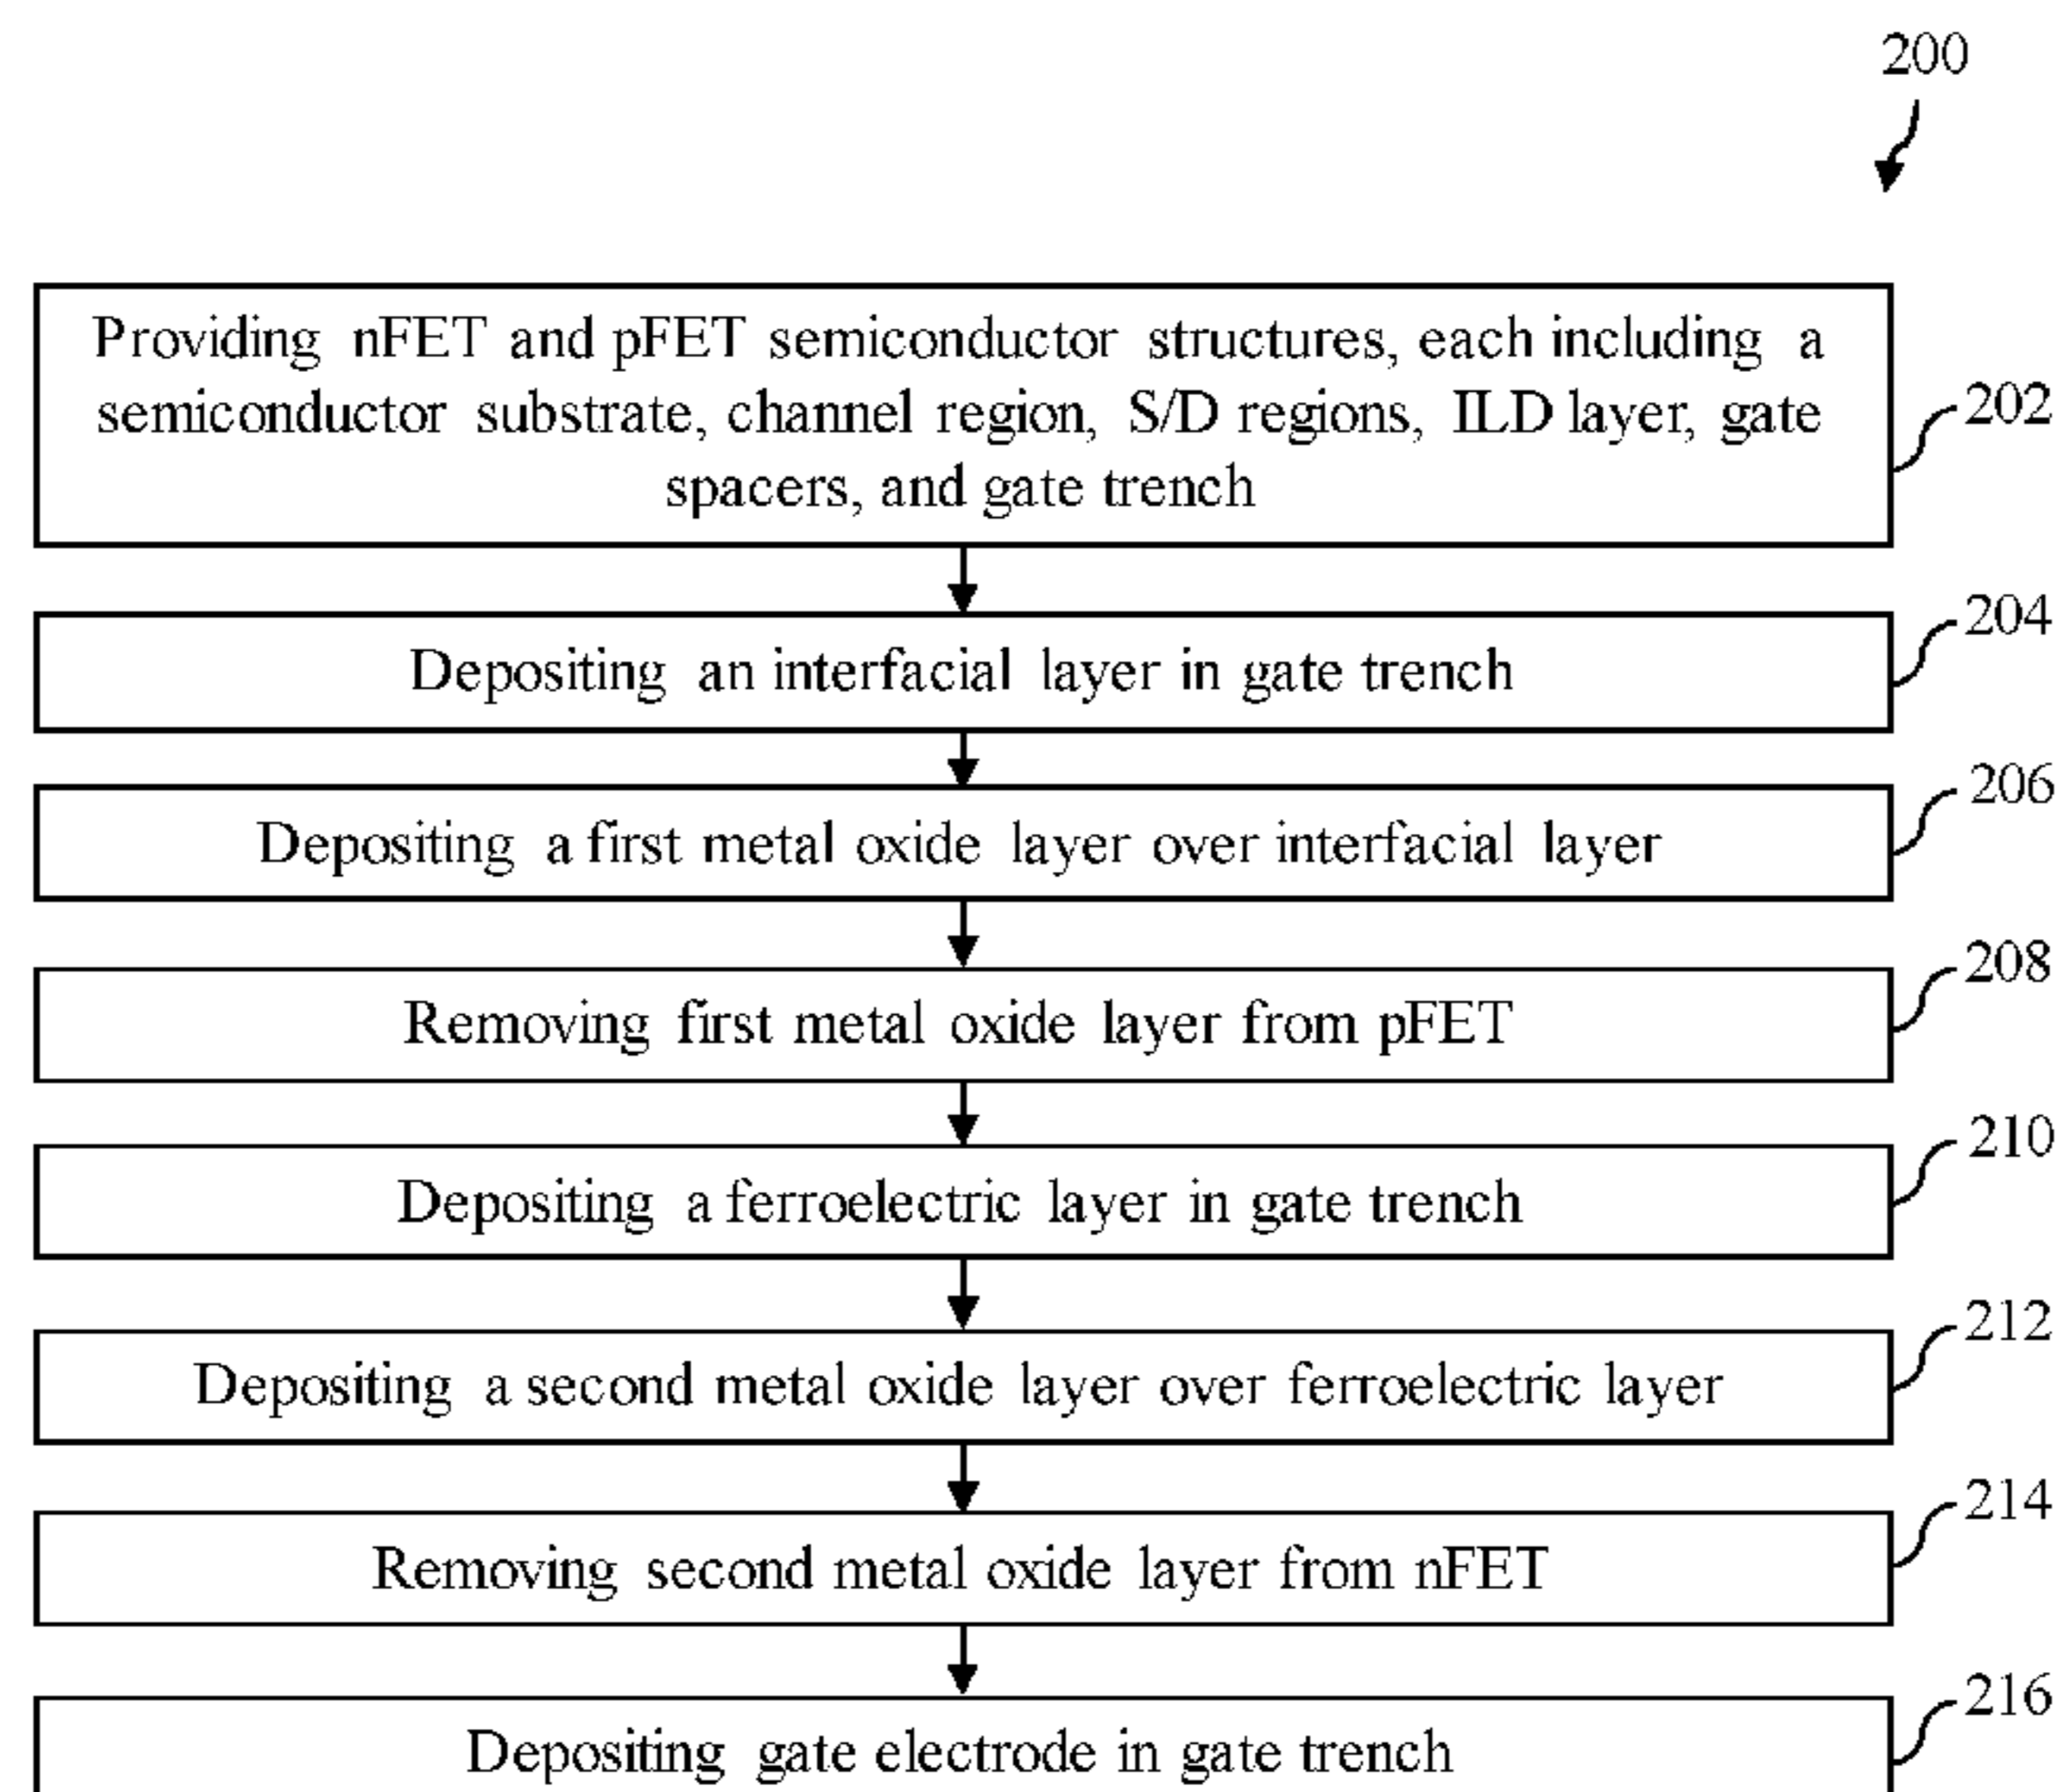 200
Providing nFET and pFET semiconductor structures, each including a
semiconductor substrate, channel region, S/D regions, ILD layer, gate
spacers, and gate trench
202
204
Depositing an interfacial layer in gate trench
206
Depositing a first metal oxide layer over interfacial layer
208
Removing first metal oxide layer from pFET
210
Depositing a ferroelectric layer in gate trench
212
Depositing a second metal oxide layer over ferroelectric layer
214
Removing second metal oxide layer from nFET
216
Depositing gate electrode in gate trench